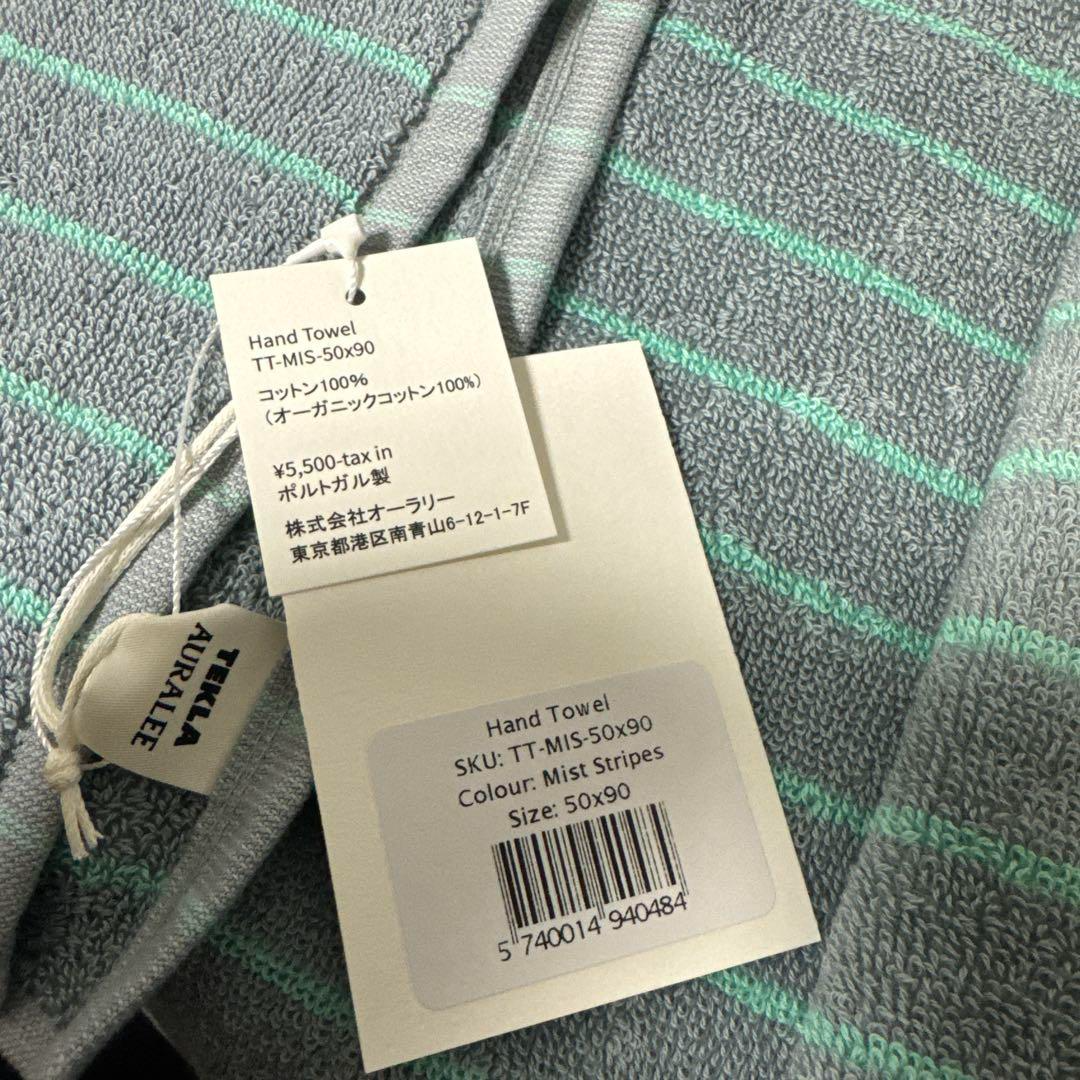 Hand Towel
TT-MIS-50x90
コットン100%
（オーガニックコットン100%）
¥5,500-tax in
ポルトガル製
株式会社オーラリー
東京都港区南青山6-12-1-7F
TEKLA
AURALEE
Hand Towel
SKU: TT-MIS-50x90
Colour: Mist Stripes
Size: 50x90
5 740014 940484